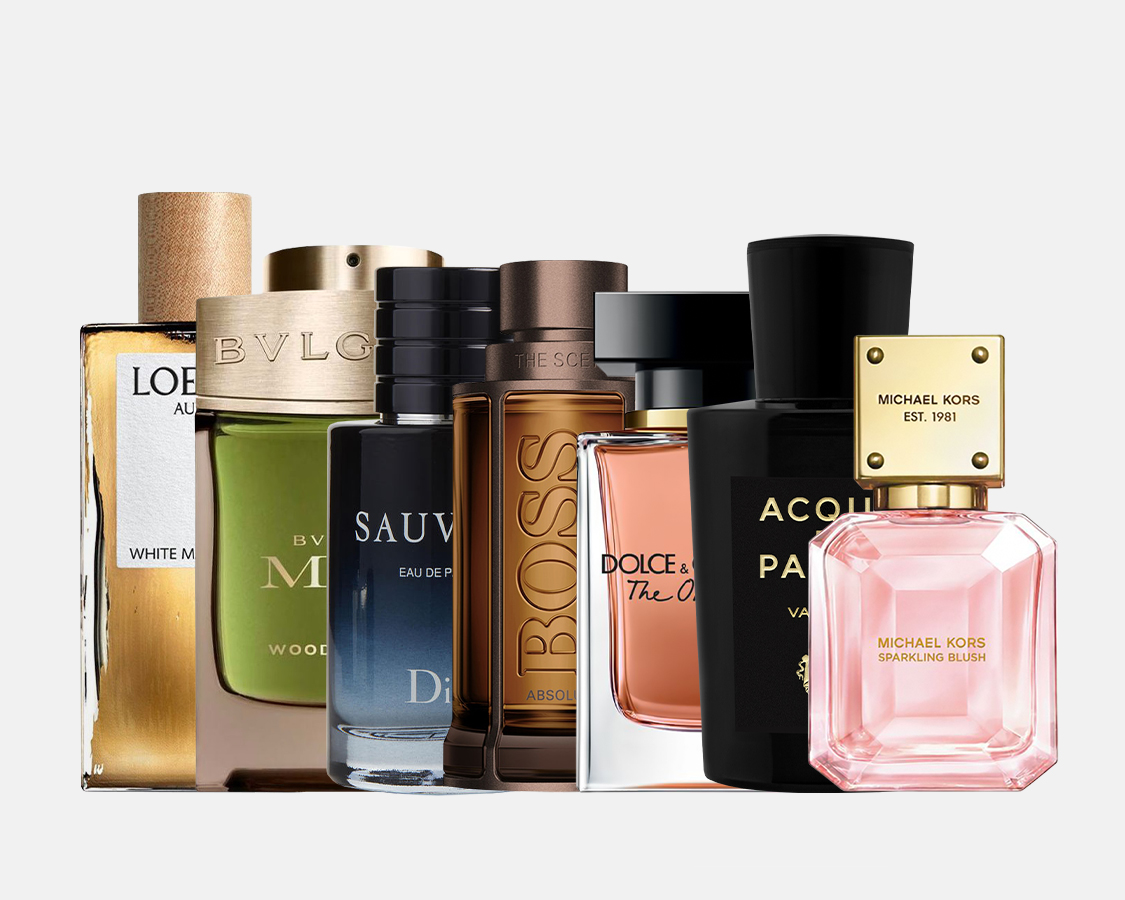 LOE
AU
WHITE M
BVLG
BV
M
WOOD
SAUV
EAU DE P
Di
THE SCE
BOSS
ABSOL
DOLCE &
The O
ACQU
PA
VA
MICHAEL KORS
EST. 1981
MICHAEL KORS
SPARKLING BLUSH